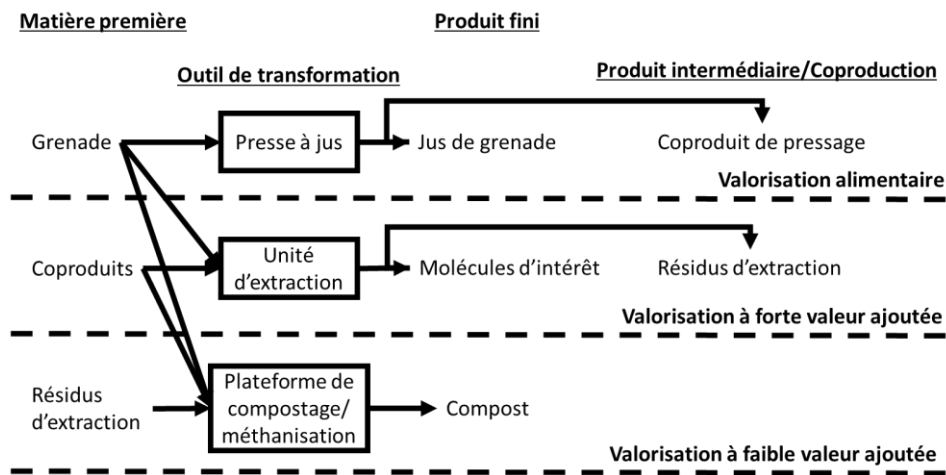 Matière première
Produit fini
Outil de transformation
Produit intermédiaire/Coproduction
Grenade
Presse à jus
Jus de grenade
Coproduit de pressage
Valorisation alimentaire
Coproduits
Unité
d'extraction
Molécules d'intérêt
Résidus d'extraction
Valorisation à forte valeur ajoutée
Résidus
d'extraction
Plateforme de
compostage/
méthanisation
Compost
Valorisation à faible valeur ajoutée